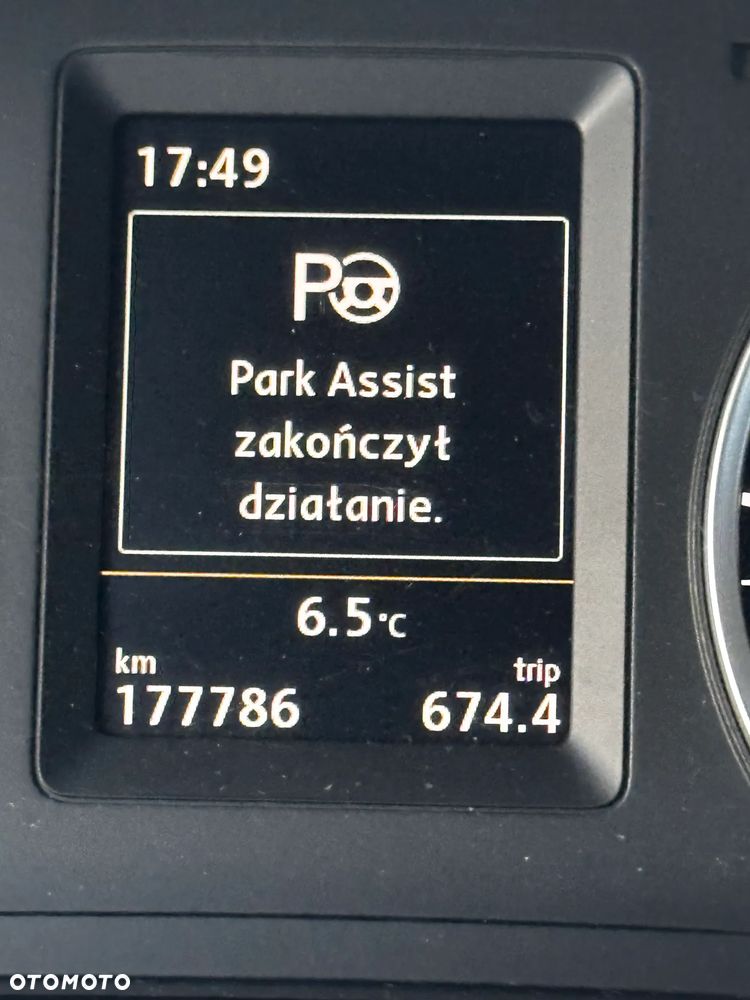 17:49
P
Park Assist
zakończył
działanie.
6.5°C
km
trip
177786
674.4
OTOMOTO